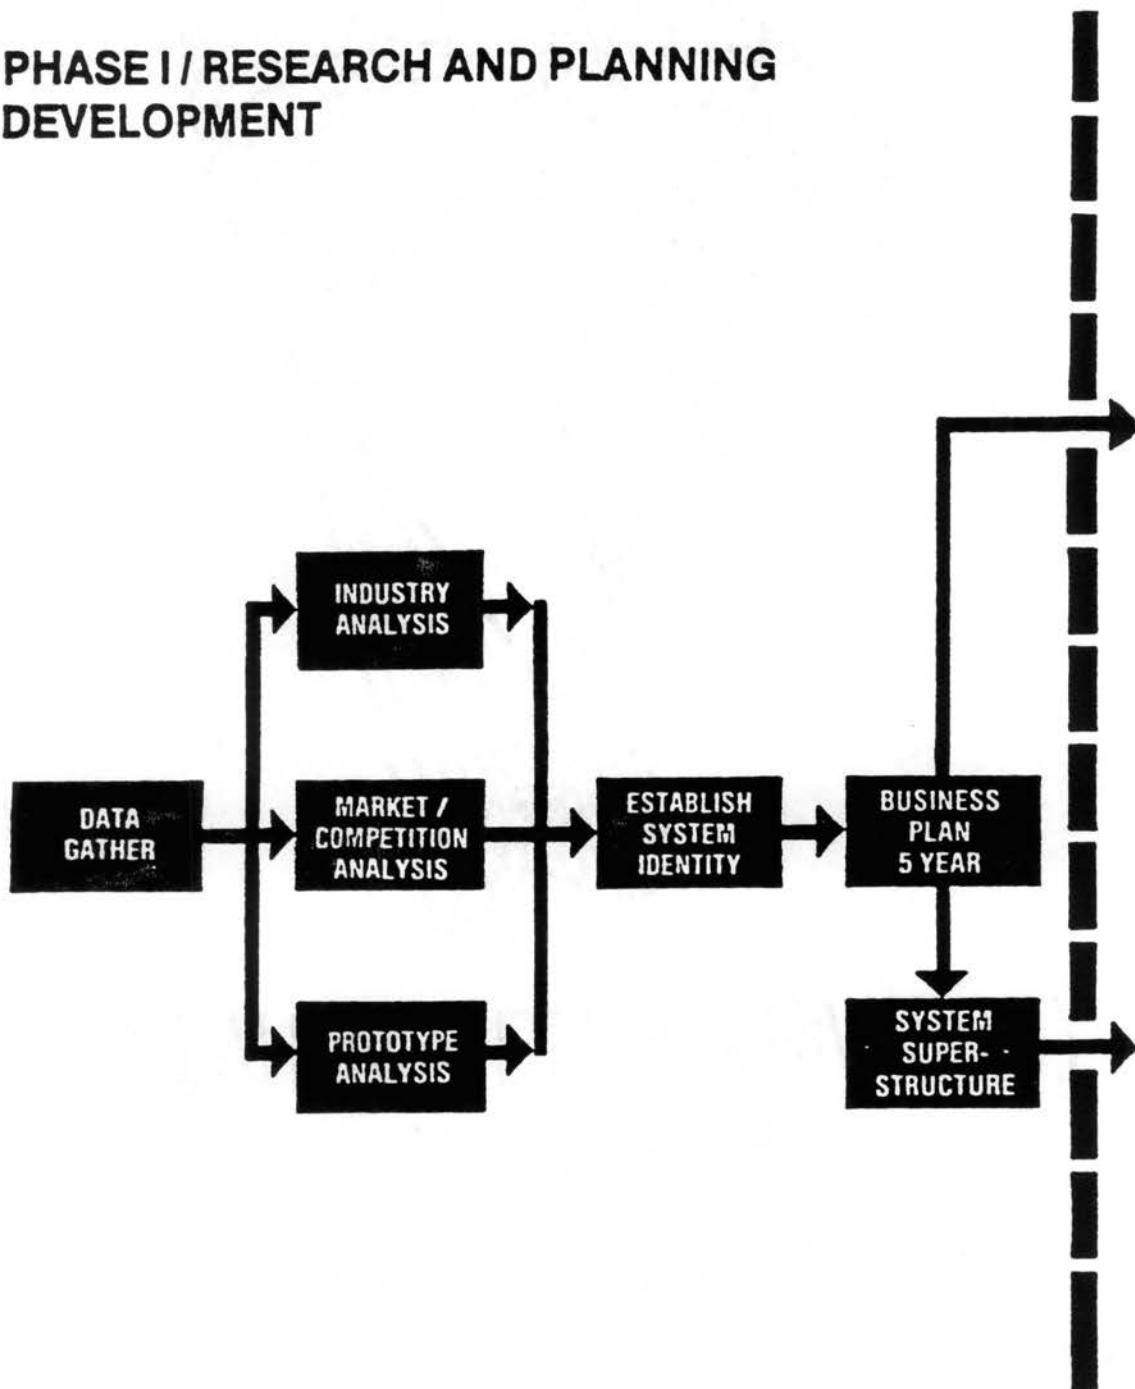 PHASE I / RESEARCH AND PLANNING
DEVELOPMENT
INDUSTRY
ANALYSIS
DATA
GATHER
MARKET /
COMPETITION
ANALYSIS
ESTABLISH
SYSTEM
IDENTITY
BUSINESS
PLAN
5 YEAR
PROTOTYPE
ANALYSIS
SYSTEM
SUPER-
STRUCTURE